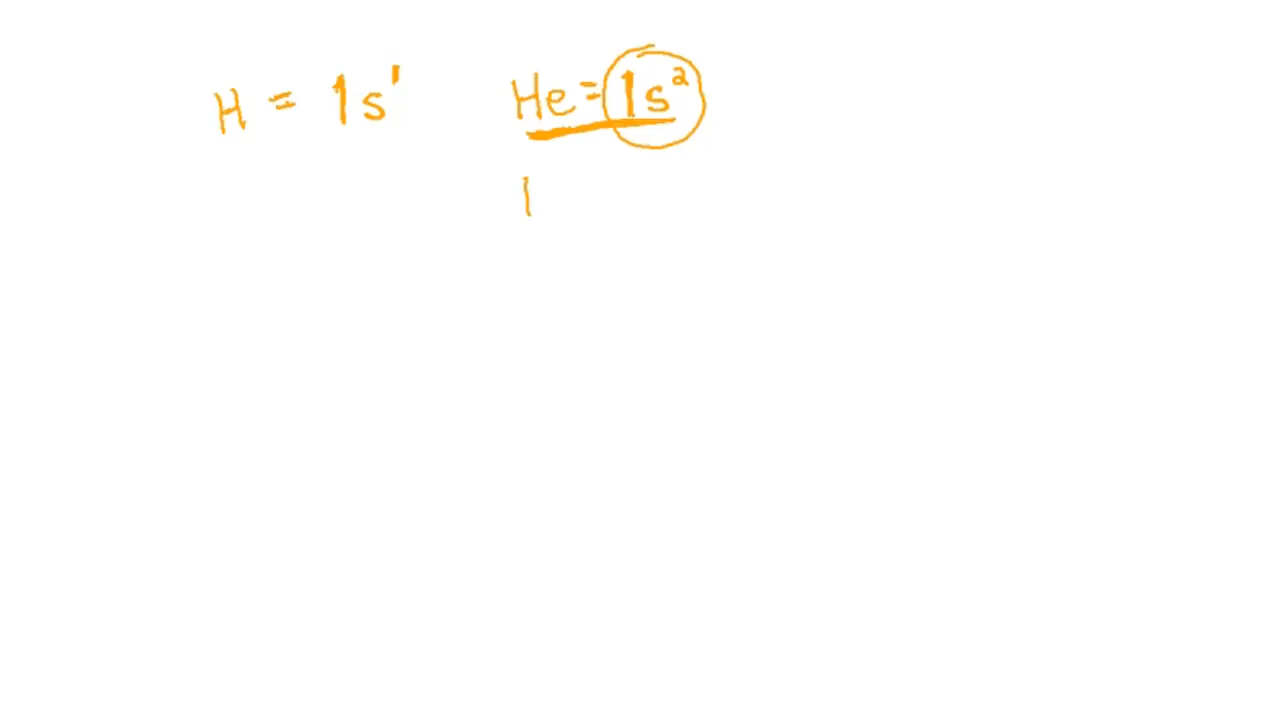 H = 1s¹ He = 1s²